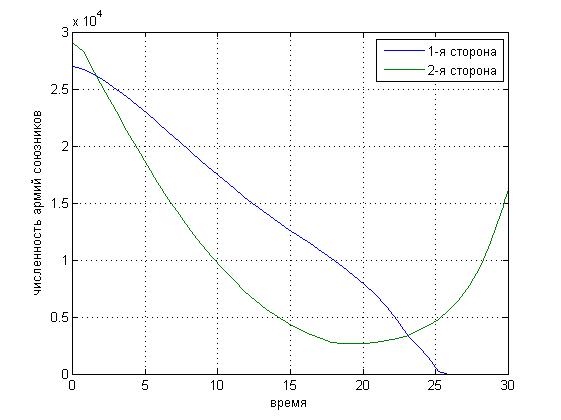 x 10^4
3
2.5
2
1.5
1
0.5
0
0 5 10 15 20 25 30
1-я сторона
2-я сторона
численность армий союзников
время